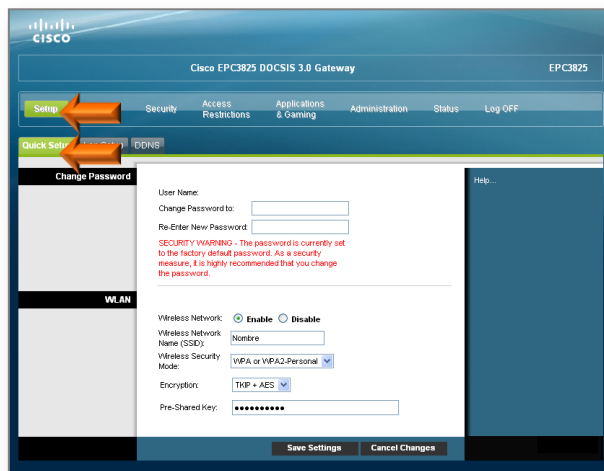 CISCO
Cisco EPC3825 DOCSIS 3.0 Gateway EPC3825
Setup Security Access Restrictions Applications & Gaming Administration Status Log OFF
Quick Setup Setup DDNS
Change Password
Help...
User Name:
Change Password to:
Re-Enter New Password:
SECURITY WARNING - The password is currently set
to the factory default password. As a security
measure, it is highly recommended that you change
the password.
WLAN
Wireless Network: Enable Disable
Wireless Network
Name (SSID): Nombre
Wireless Security
Mode: WPA or WPA2-Personal
Encryption: TKIP + AES
Pre-Shared Key: ●●●●●●●●●●
Save Settings Cancel Changes